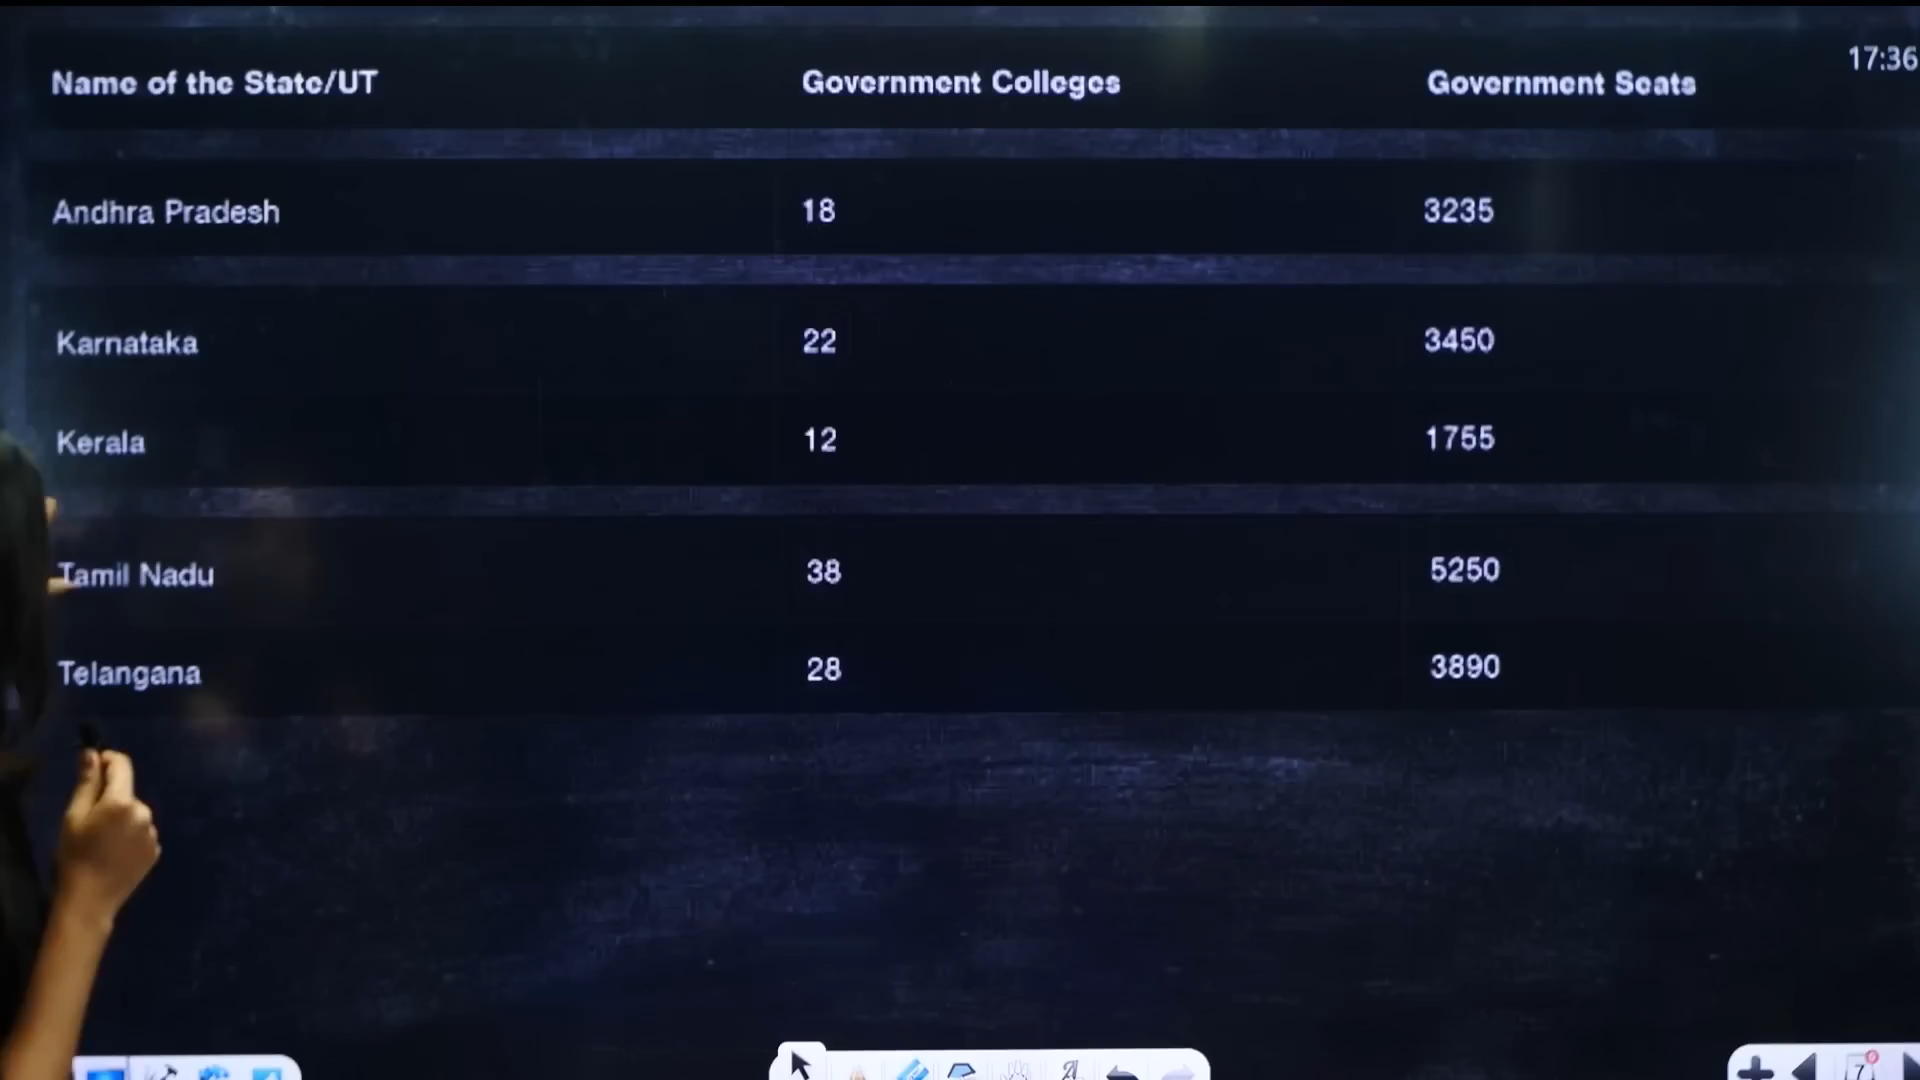 17:36
Name of the State/UT Government Colleges Government Seats
Andhra Pradesh 18 3235
Karnataka 22 3450
Kerala 12 1755
Tamil Nadu 38 5250
Telangana 28 3890
7